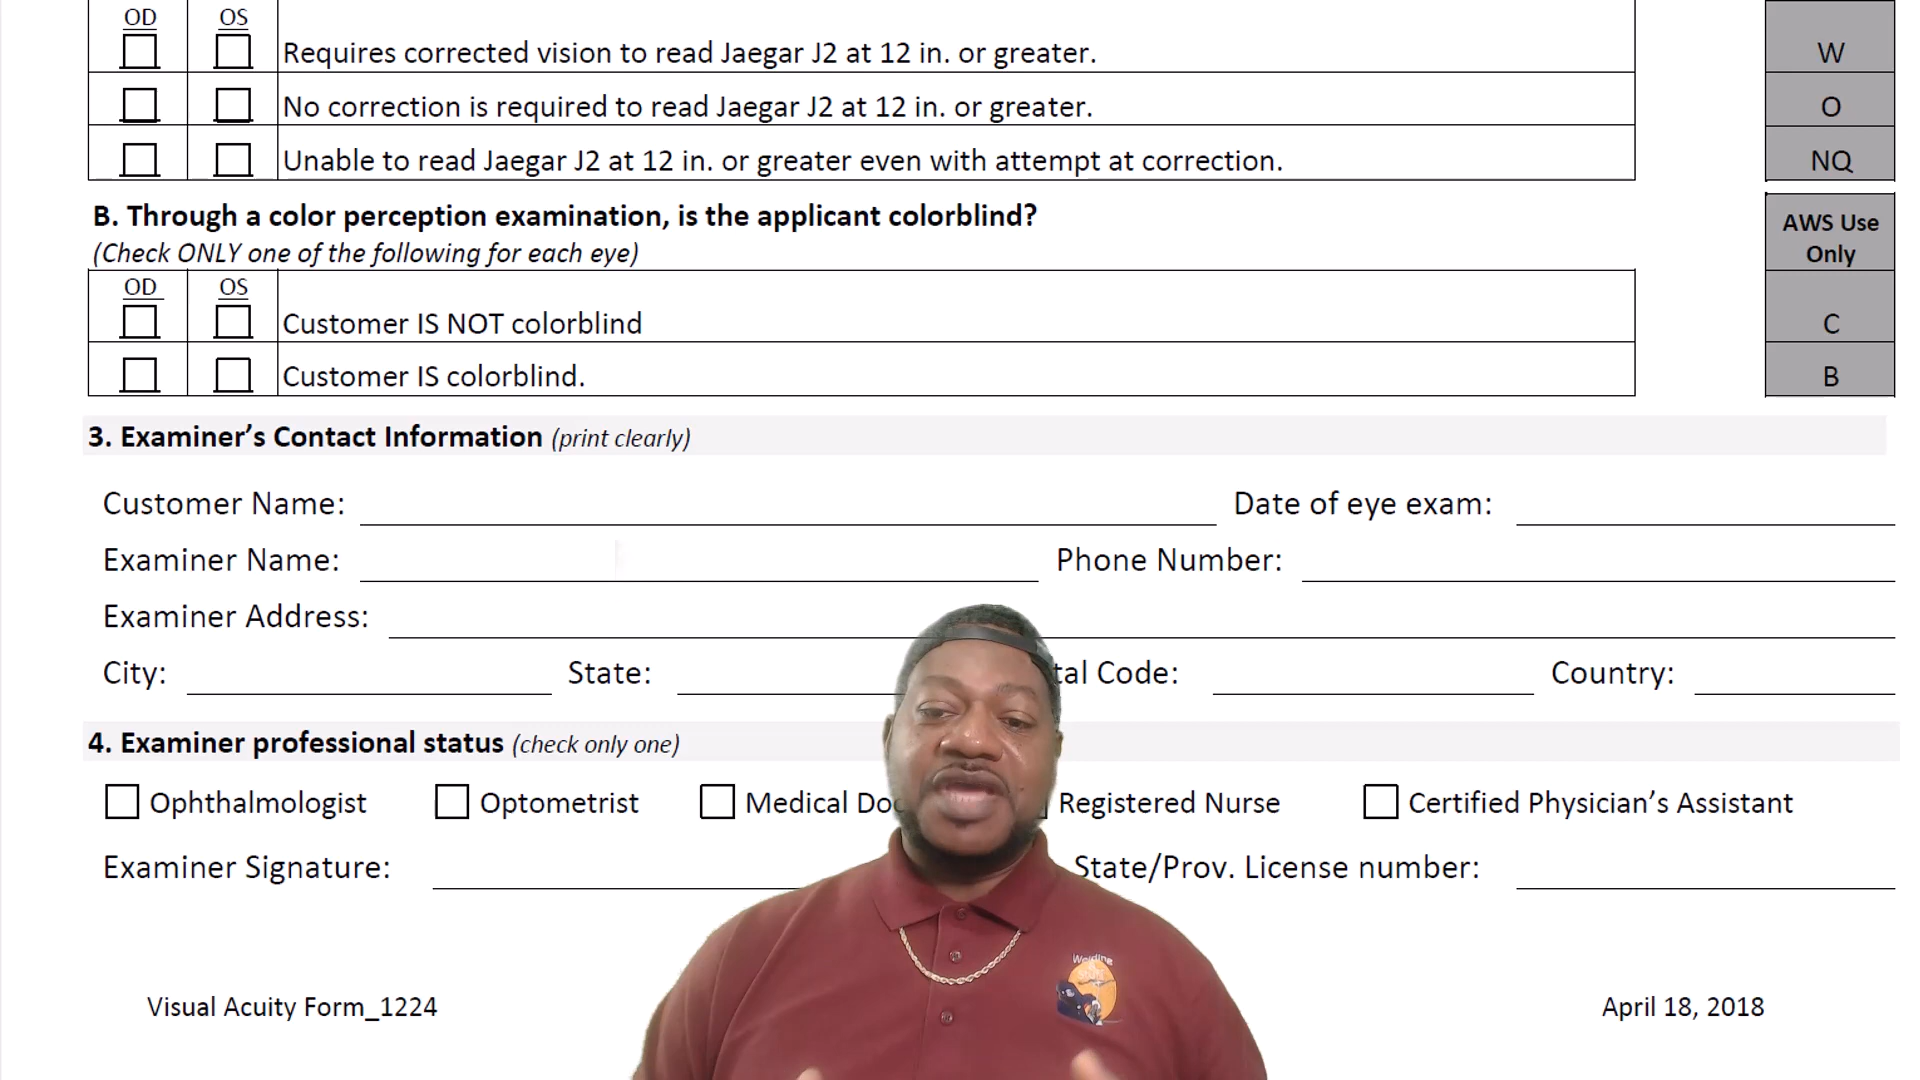 OD OS
Requires corrected vision to read Jaegar J2 at 12 in. or greater. W
No correction is required to read Jaegar J2 at 12 in. or greater. O
Unable to read Jaegar J2 at 12 in. or greater even with attempt at correction. NQ
B. Through a color perception examination, is the applicant colorblind? AWS Use
(Check ONLY one of the following for each eye) Only
OD OS
Customer IS NOT colorblind C
Customer IS colorblind. B
3. Examiner’s Contact Information (print clearly)
Customer Name: Date of eye exam:
Examiner Name: Phone Number:
Examiner Address:
City: State: tal Code: Country:
4. Examiner professional status (check only one)
Ophthalmologist Optometrist Medical Do Registered Nurse Certified Physician’s Assistant
Examiner Signature: State/Prov. License number:
Welding
Visual Acuity Form_1224 April 18, 2018